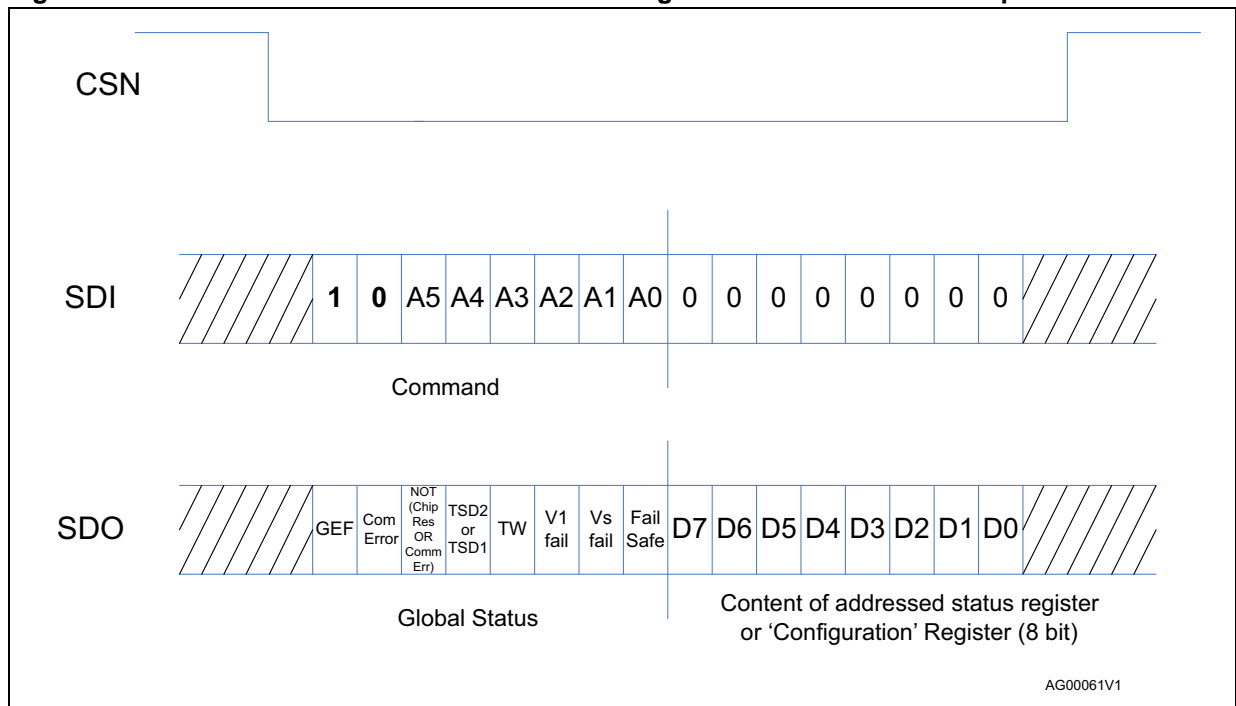 CSN
SDI
1 0 A5 A4 A3 A2 A1 A0 0 0 0 0 0 0 0 0
Command
SDO
GEF
Com
Error
NOT
(Chip
Res
OR
Comm
Err)
TSD2
or
TSD1
TW
V1
fail
Vs
fail
Fail
Safe
D7 D6 D5 D4 D3 D2 D1 D0
Global Status
Content of addressed status register
or 'Configuration' Register (8 bit)
AG00061V1